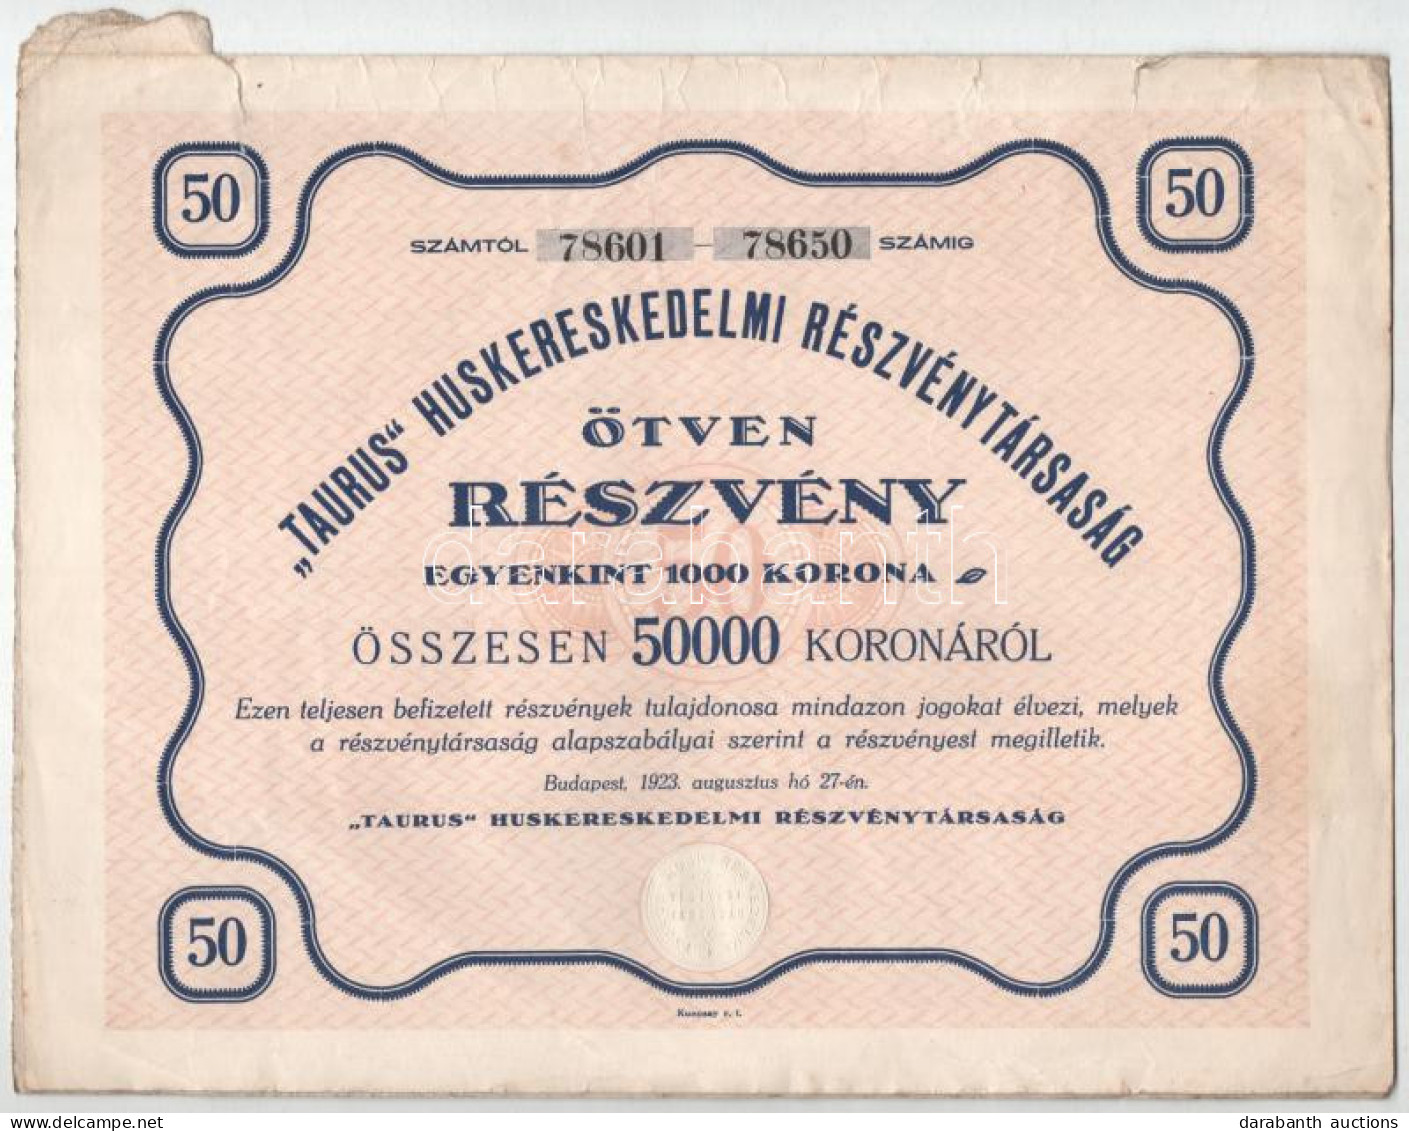 50
50
SZÁMTÓL 78601 — 78650 SZÁMIG
„TAURUS“ HUSKERESKEDELMI RÉSZVÉNYTÁRSASÁG
ÖTVEN
RÉSZVÉNY
EGYENKINT 1000 KORONA
50
darabanth
ÖSSZESEN 50000 KORONÁRÓL
Ezen teljesen befizetett részvények tulajdonosa mindazon jogokat élvezi, melyek
a részvénytársaság alapszabályai szerint a részvényest megilletik.
Budapest, 1923. augusztus hó 27-én.
„TAURUS“ HUSKERESKEDELMI RÉSZVÉNYTÁRSASÁG
50
50
r. t.
delcampe.net
darabanth auctions